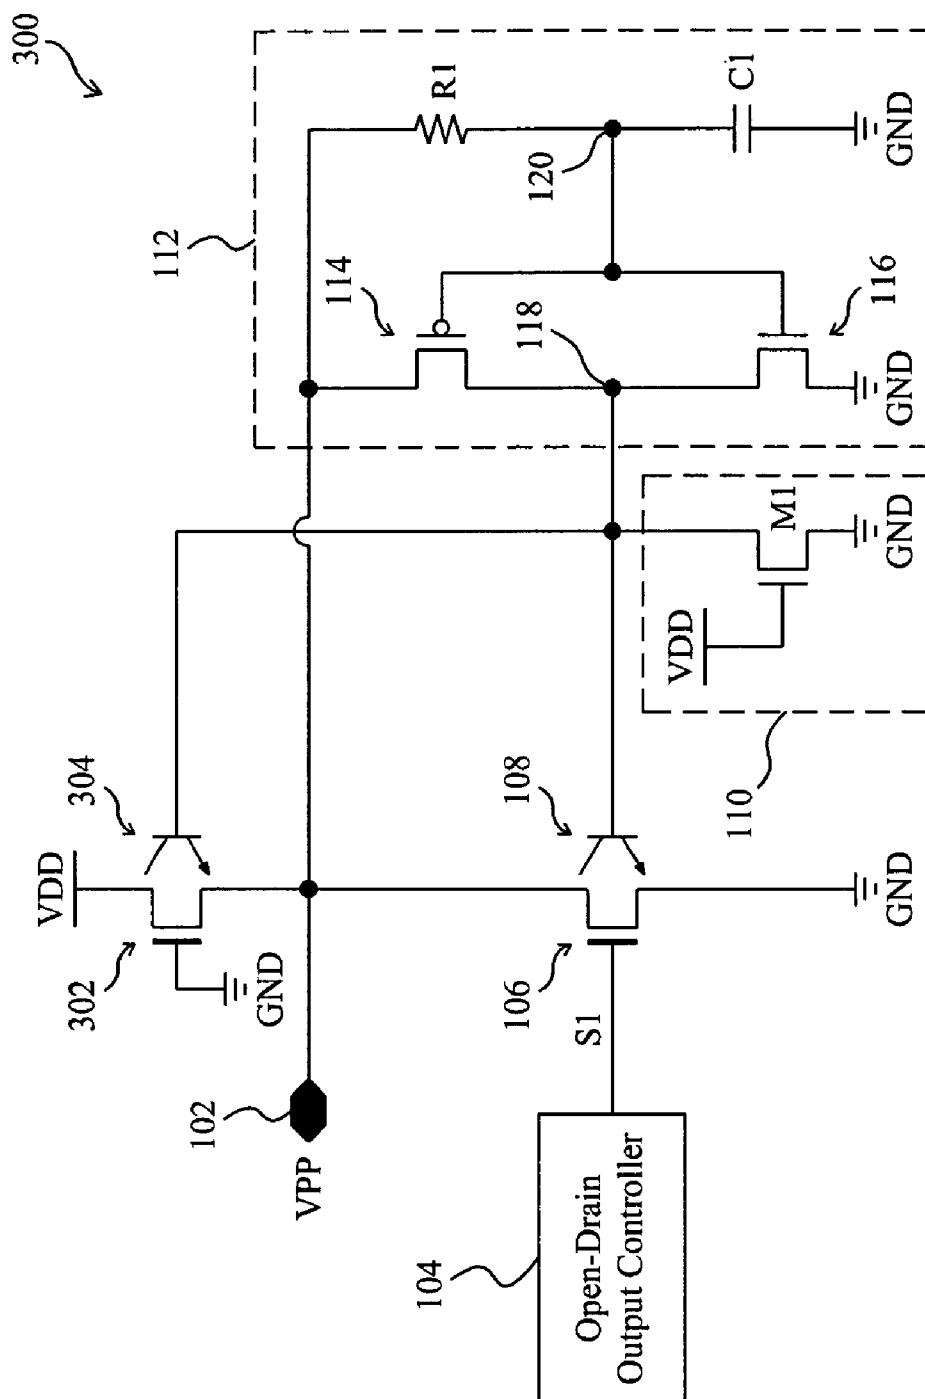 300
112
R1
C1
GND
120
114
118
116
GND
M1
GND
VDD
110
304
VDD
302
GND
108
106
GND
S1
102
VPP
104
Open-Drain
Output Controller